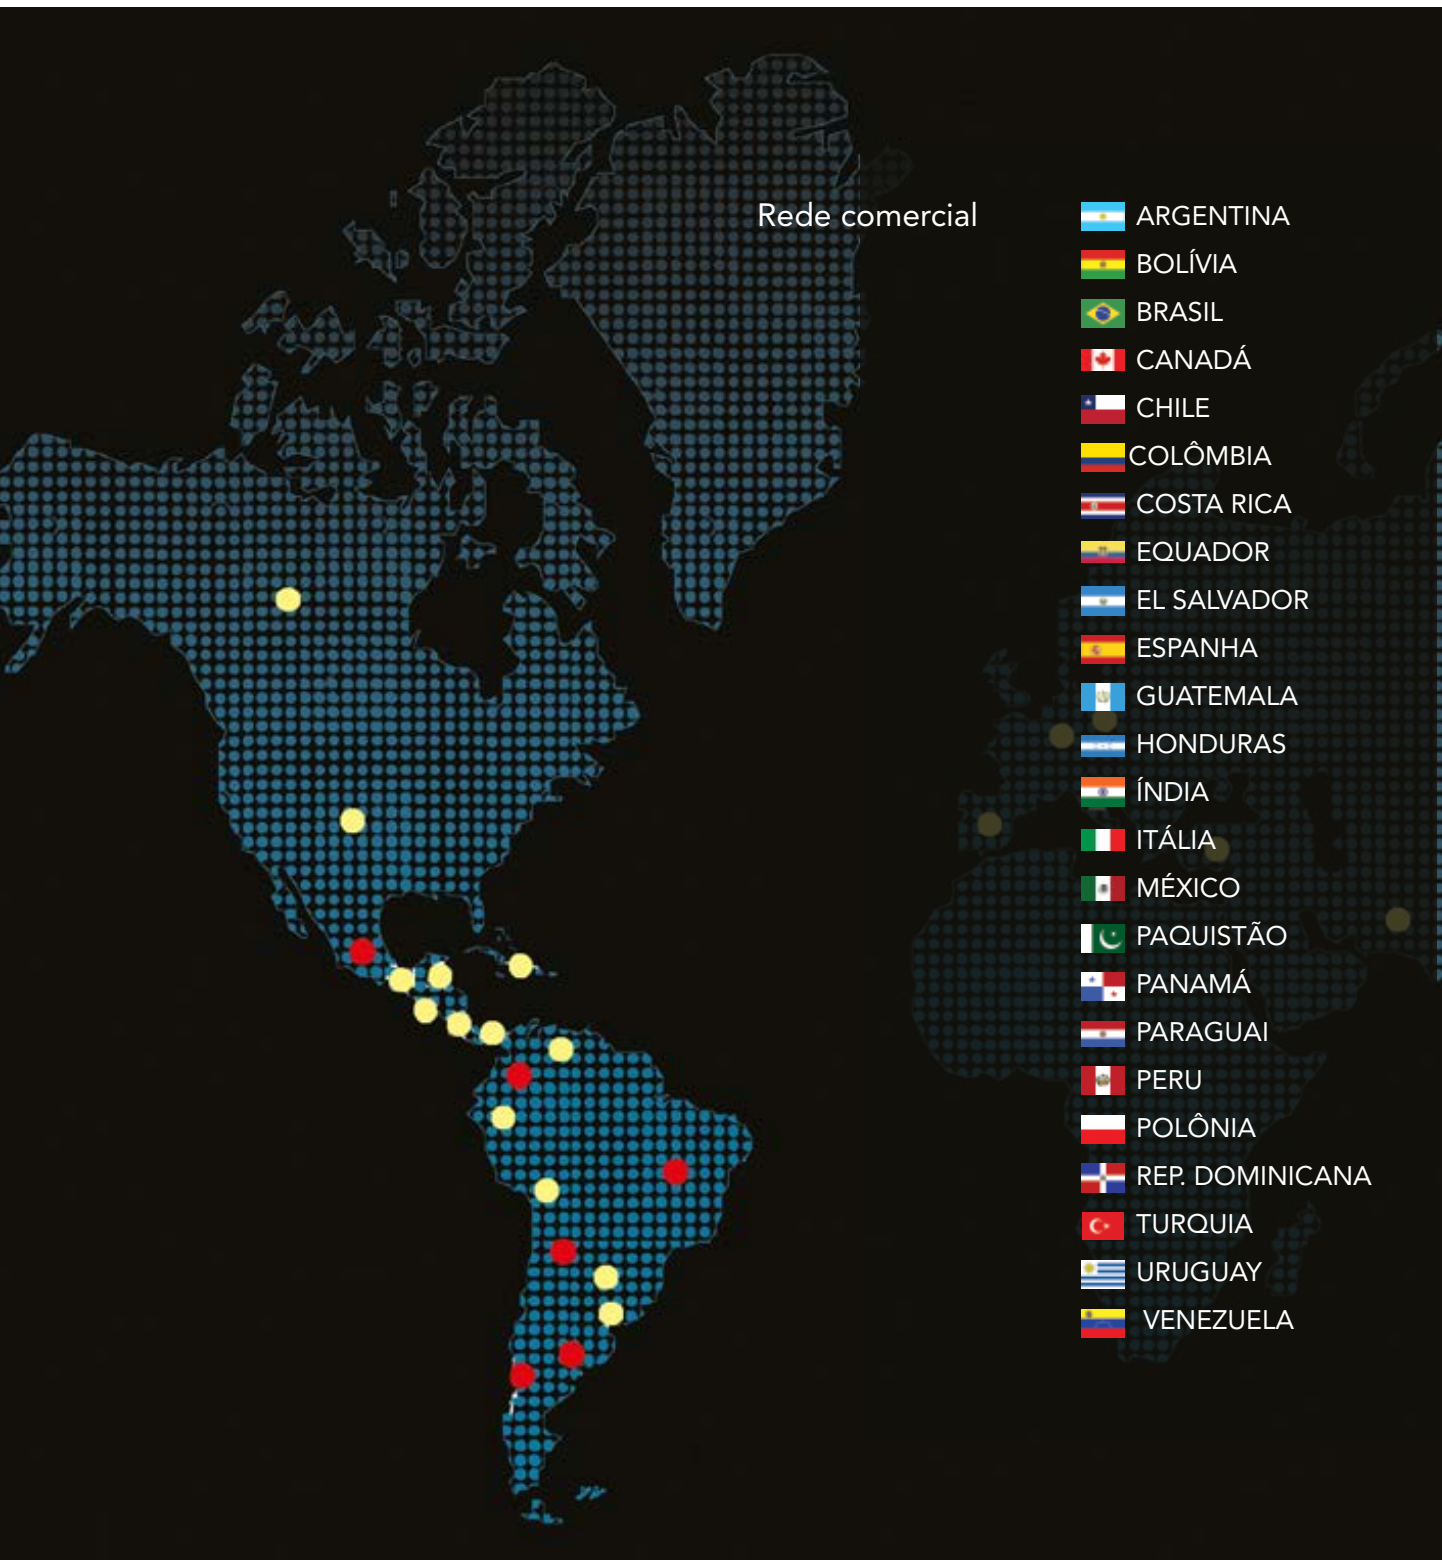 Rede comercial
ARGENTINA
BOLÍVIA
BRASIL
CANADÁ
CHILE
COLÔMBIA
COSTA RICA
EQUADOR
EL SALVADOR
ESPANHA
GUATEMALA
HONDURAS
ÍNDIA
ITÁLIA
MÉXICO
PAQUISTÃO
PANAMÁ
PARAGUAI
PERU
POLÔNIA
REP. DOMINICANA
TURQUIA
URUGUAY
VENEZUELA